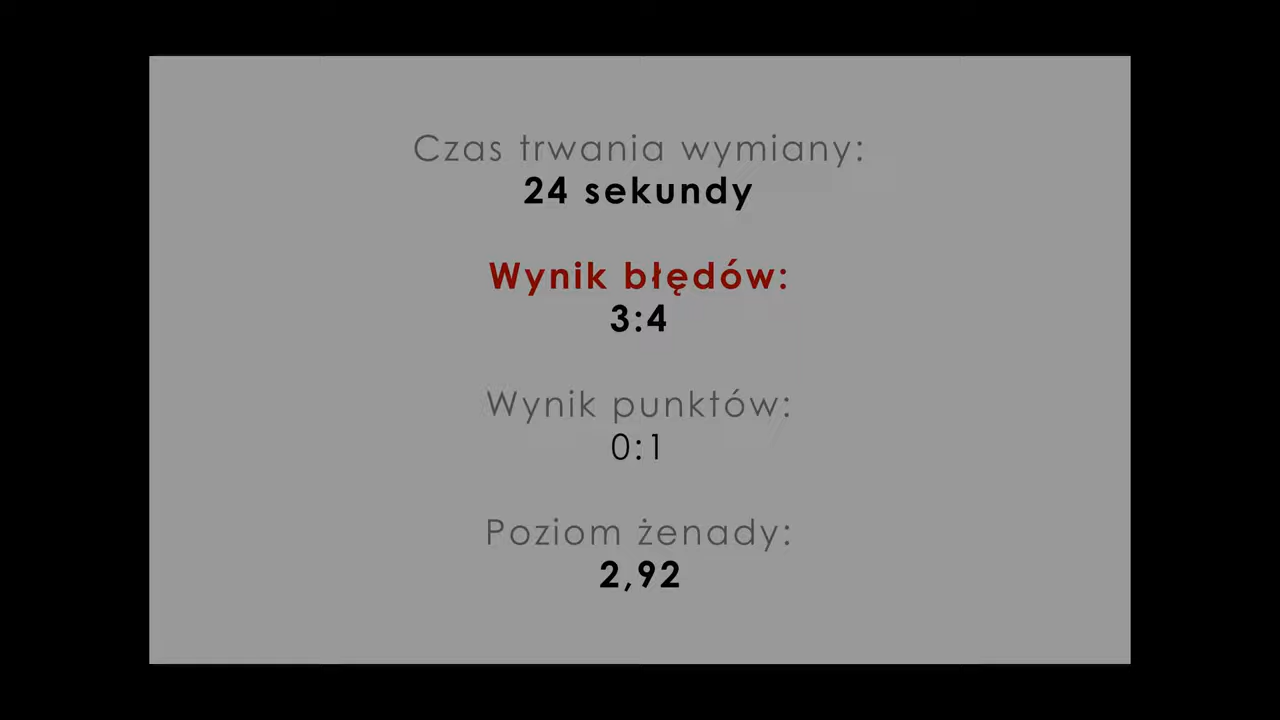 Czas trwania wymiany:
24 sekundy
Wynik błędów:
3:4
Wynik punktów:
0:1
Poziom żenady:
2,92